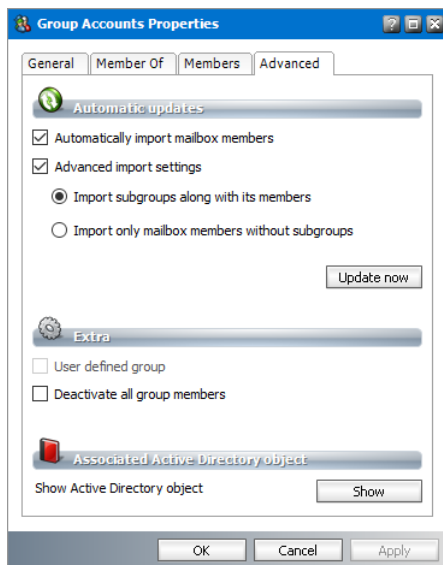 Group Accounts Properties
General Member Of Members Advanced
Automatic updates
Automatically import mailbox members
Advanced import settings
Import subgroups along with its members
Import only mailbox members without subgroups
Update now
Extra
User defined group
Deactivate all group members
Associated Active Directory object
Show Active Directory object Show
OK Cancel Apply